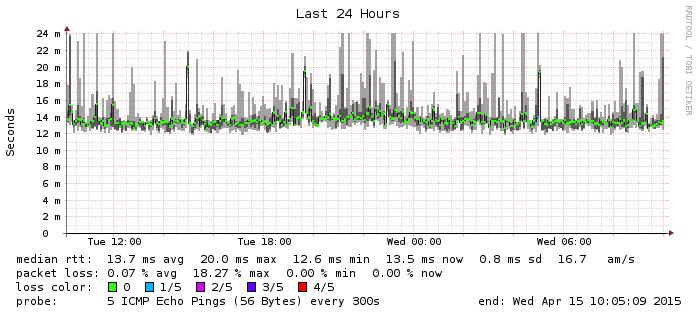 Last 24 Hours
RRDTOOL / TOBI OETIKER
Seconds
24 m
22 m
20 m
18 m
16 m
14 m
12 m
10 m
8 m
6 m
4 m
2 m
0
Tue 12:00 Tue 18:00 Wed 00:00 Wed 06:00
median rtt: 13.7 ms avg 20.0 ms max 12.6 ms min 13.5 ms now 0.8 ms sd 16.7 am/s
packet loss: 0.07 % avg 18.27 % max 0.00 % min 0.00 % now
loss color: 0 1/5 2/5 3/5 4/5
probe: 5 ICMP Echo Pings (56 Bytes) every 300s end: Wed Apr 15 10:05:09 2015